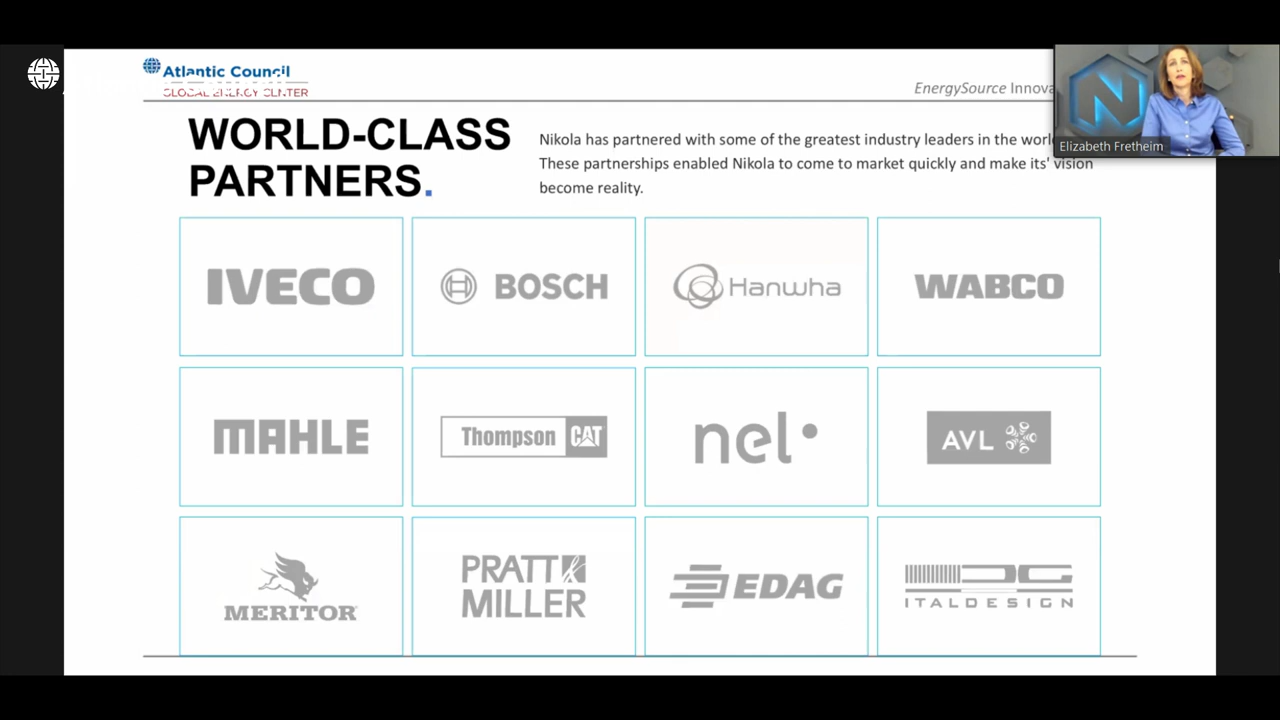 Atlantic Council
GLOBAL ENERGY CENTER
EnergySource
Elizabeth Fretheim
WORLD-CLASS
PARTNERS.
Nikola has partnered with some of the greatest industry leaders in the
These partnerships enabled Nikola to come to market quickly and make its' vision
become reality.
IVECO
BOSCH
Hanwha
WABCO
MAHLE
Thompson CAT
nel
AVL
MERITOR
PRATT &
MILLER
EDAG
ITALDESIGN